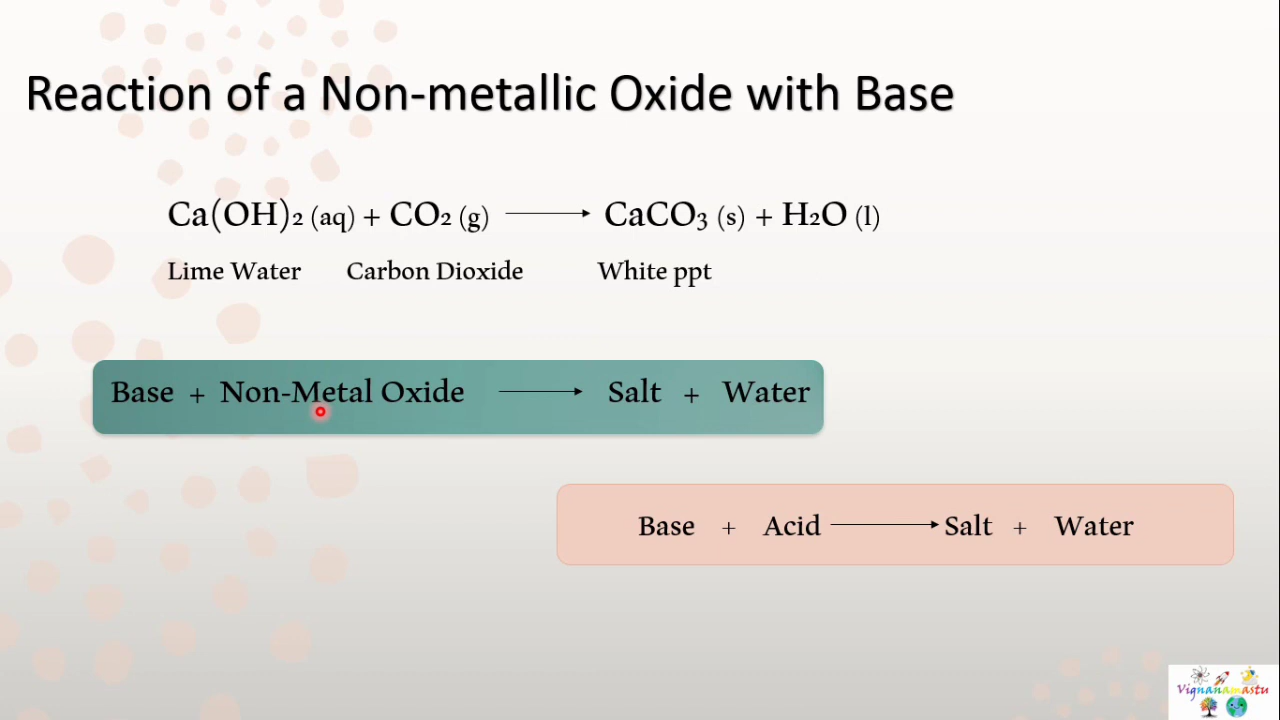 Reaction of a Non-metallic Oxide with Base
Ca(OH)2 (aq) + CO2 (g) → CaCO3 (s) + H2O (l)
Lime Water Carbon Dioxide White ppt
Base + Non-Metal Oxide → Salt + Water
Base + Acid → Salt + Water
Vignanamastu